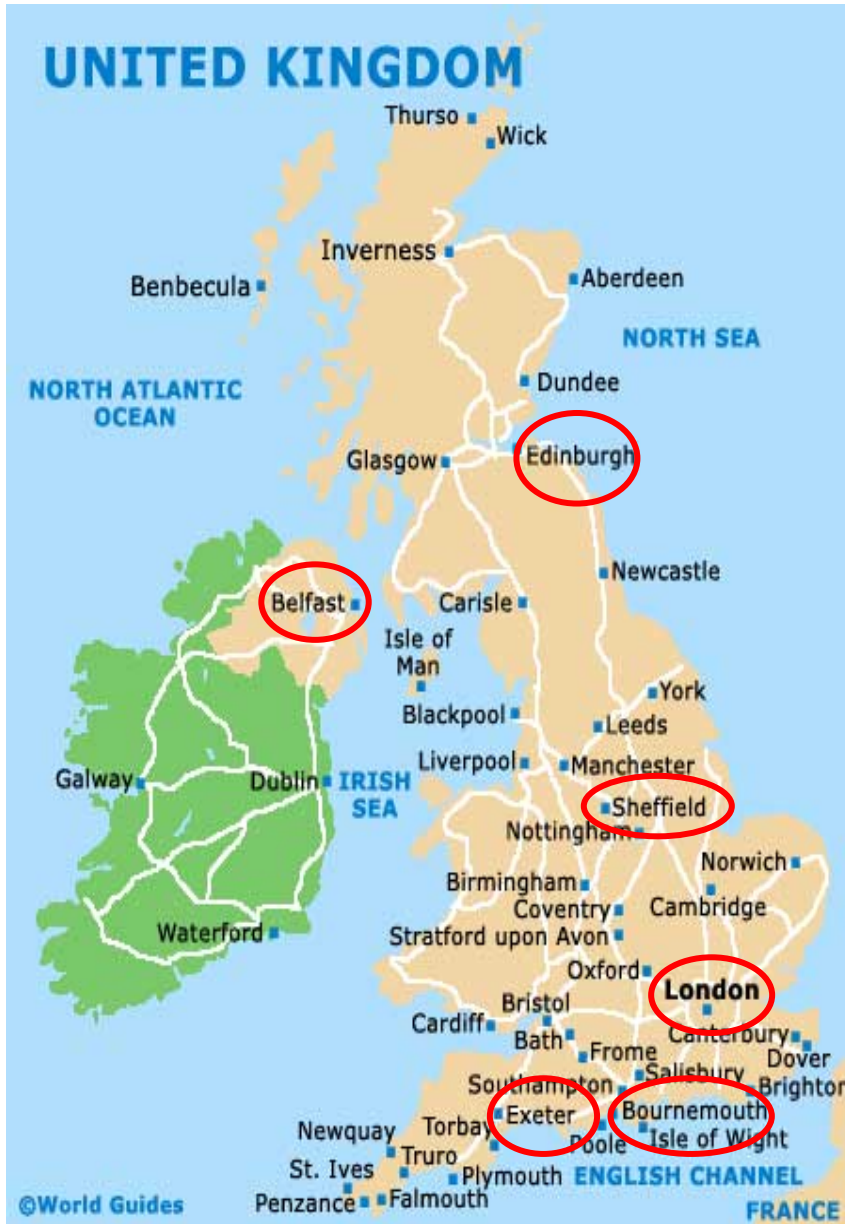 UNITED KINGDOM
Thurso
Wick
Inverness
Benbecula
Aberdeen
NORTH SEA
NORTH ATLANTIC
OCEAN
Dundee
Glasgow
Edinburgh
Newcastle
Belfast
Carisle
Isle of
Man
York
Blackpool
Leeds
Liverpool
Manchester
Galway
Dublin
IRISH
SEA
Sheffield
Nottingham
Norwich
Birmingham
Coventry
Cambridge
Waterford
Stratford upon Avon
Oxford
London
Bristol
Cardiff
Bath
Canterbury
Dover
Frome
Salisbury
Southampton
Brighton
Exeter
Bournemouth
Torbay
Poole
Isle of Wight
Newquay
Truro
St. Ives
Plymouth
ENGLISH CHANNEL
Penzance
Falmouth
©World Guides
FRANCE